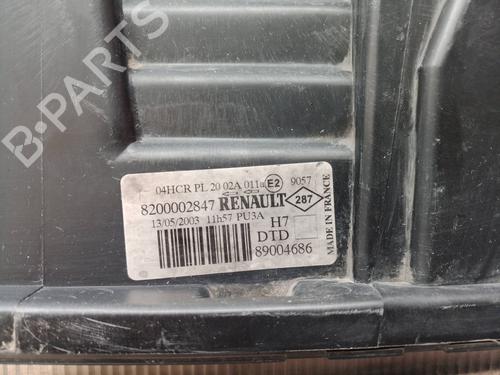 B-PARTS
04HCR PL 20 02A 011a E2 9057
8200002847 RENAULT 287
13/05/2003 11h57 PU3A H7
DTD
89004686
MADE IN FRANCE